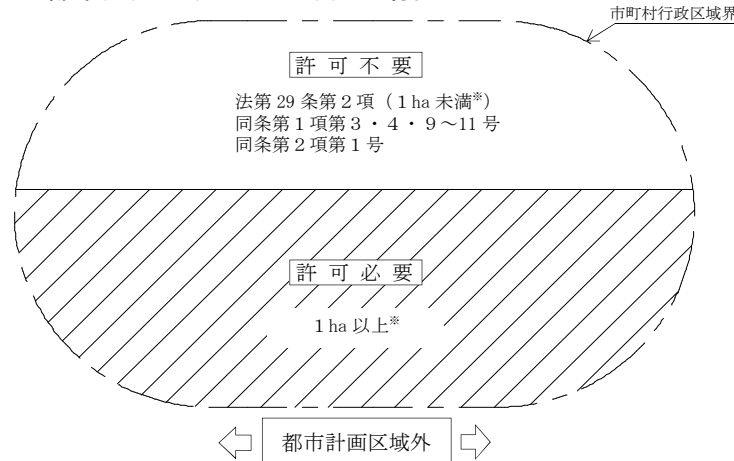 市町村行政区域界
許可不要
法第29条第2項（1ha未満※）
同条第1項第3・4・9～11号
同条第2項第1号
許可必要
1ha以上※
都市計画区域外